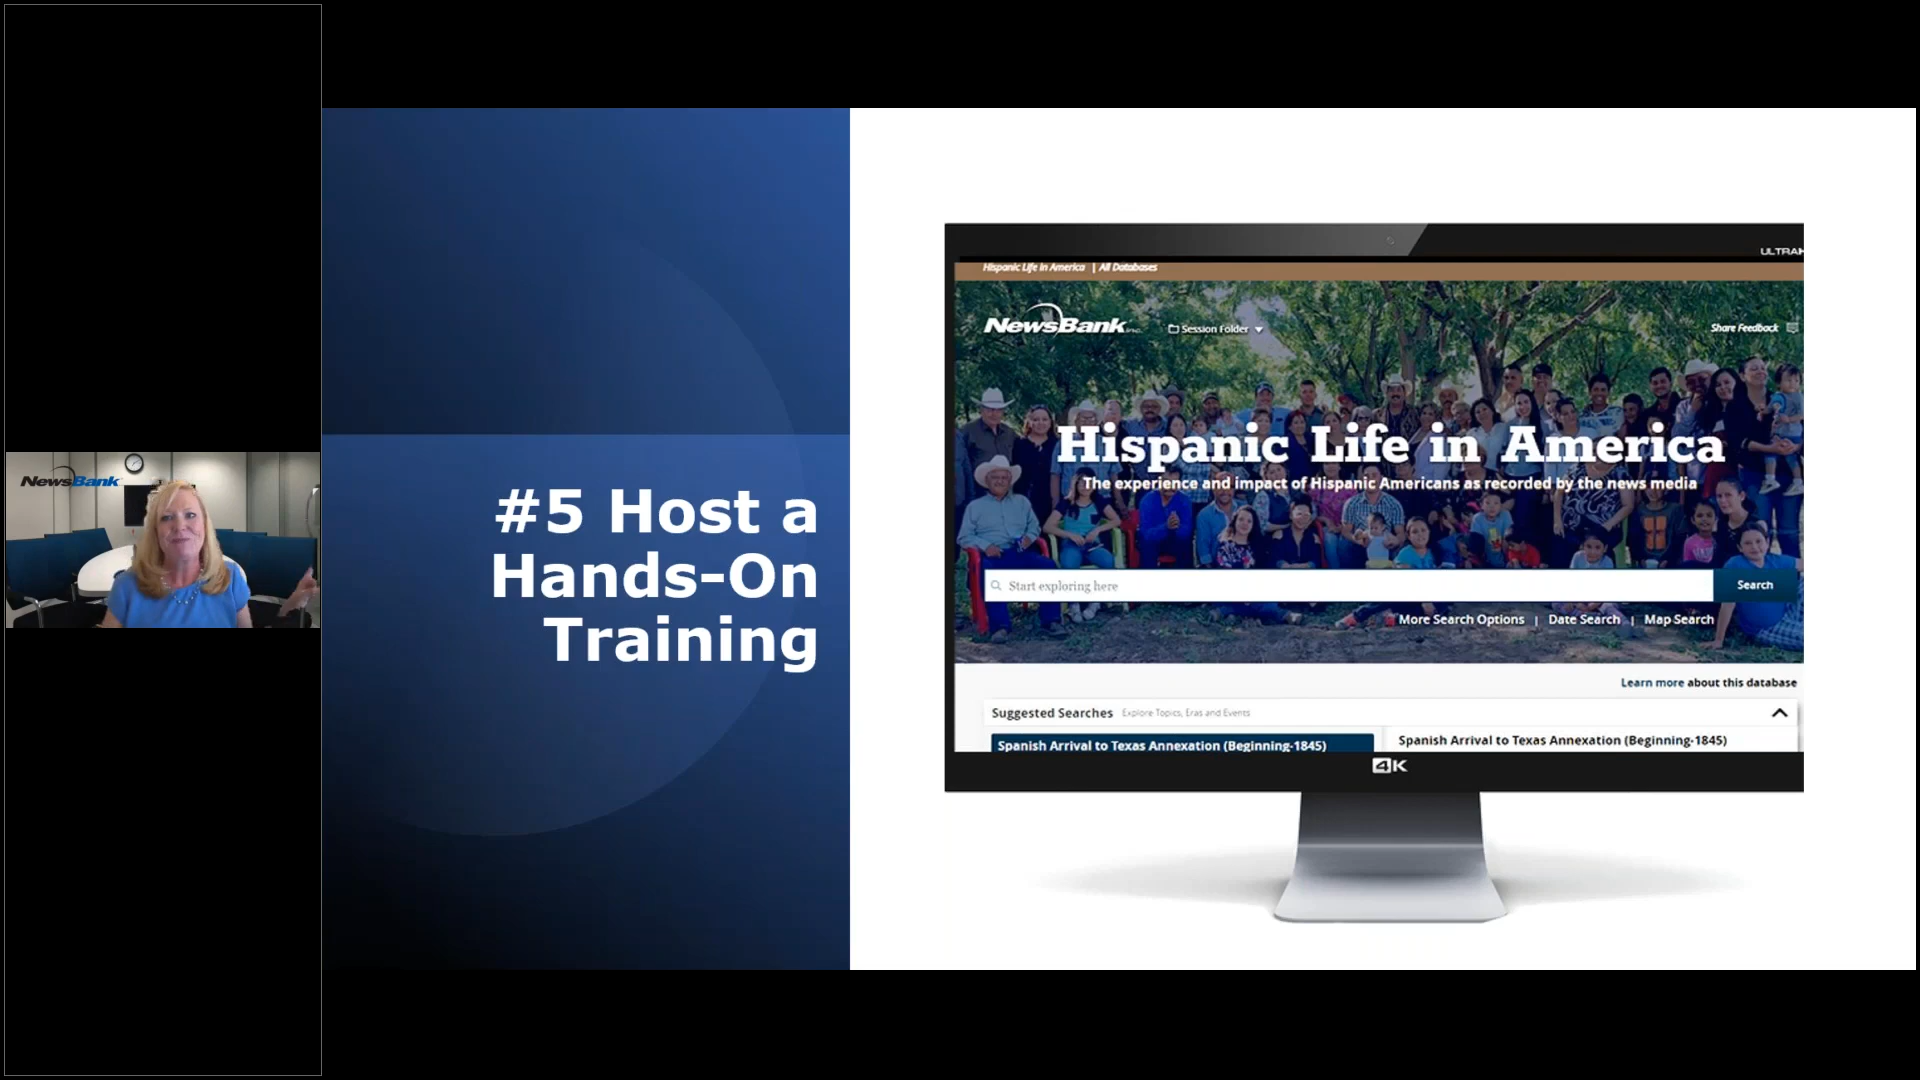 NewsBank
#5 Host a
Hands-On
Training
ULTRAH
Hispanic Life in America | All Databases
NewsBank inc.
Session Folder
Share Feedback
Hispanic Life in America
The experience and impact of Hispanic Americans as recorded by the news media
Start exploring here
Search
More Search Options | Date Search | Map Search
Learn more about this database
Suggested Searches Explore Topics, Eras and Events
Spanish Arrival to Texas Annexation (Beginning-1845)
Spanish Arrival to Texas Annexation (Beginning-1845)
4K